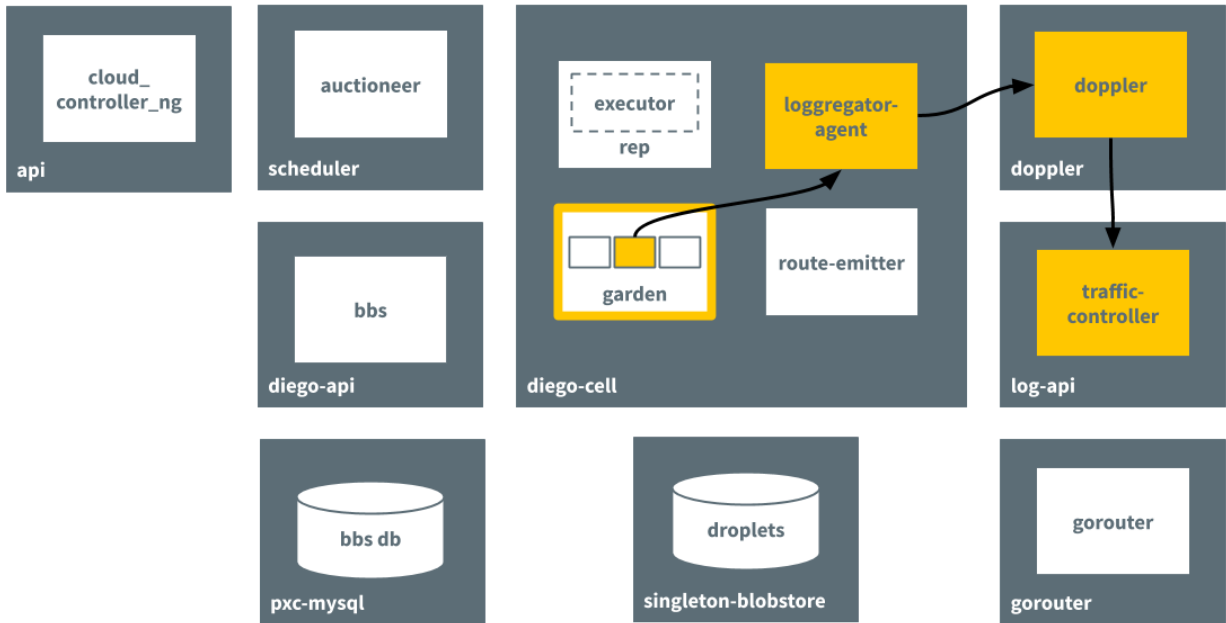 cloud_
controller_ng
api
auctioneer
scheduler
executor
rep
loggregator-
agent
garden
route-emitter
diego-cell
doppler
doppler
bbs
diego-api
traffic-
controller
log-api
bbs db
pxc-mysql
droplets
singleton-blobstore
gorouter
gorouter